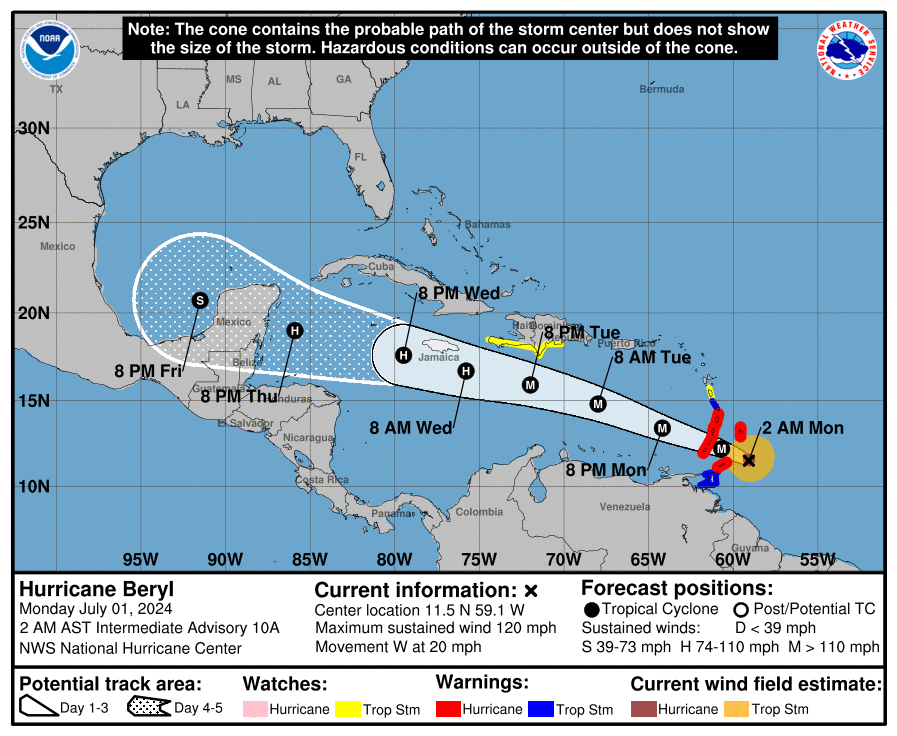 Note: The cone contains the probable path of the storm center but does not show
the size of the storm. Hazardous conditions can occur outside of the cone.
NOAA
NATIONAL WEATHER SERVICE
TX
MS
AL
GA
LA
Bermuda
30N
FL
25N
Mexico
Bahamas
Cuba
8 PM Wed
20N
S
Mexico
H
Haiti
8 PM Tue
Puerto Rico
H
Jamaica
8 AM Tue
Belize
8 PM Fri
H
M
Guatemala
8 PM Thu
Honduras
15N
M
El Salvador
8 AM Wed
M
2 AM Mon
Nicaragua
M
8 PM Mon
10N
Costa Rica
Panama
Colombia
Venezuela
Guyana
95W
90W
85W
80W
75W
70W
65W
60W
55W
Hurricane Beryl
Monday July 01, 2024
2 AM AST Intermediate Advisory 10A
NWS National Hurricane Center
Current information: x
Center location 11.5 N 59.1 W
Maximum sustained wind 120 mph
Movement W at 20 mph
Forecast positions:
Tropical Cyclone
Post/Potential TC
Sustained winds:
D < 39 mph
S 39-73 mph
H 74-110 mph
M > 110 mph
Potential track area:
Day 1-3
Day 4-5
Watches:
Hurricane
Trop Stm
Warnings:
Hurricane
Trop Stm
Current wind field estimate:
Hurricane
Trop Stm